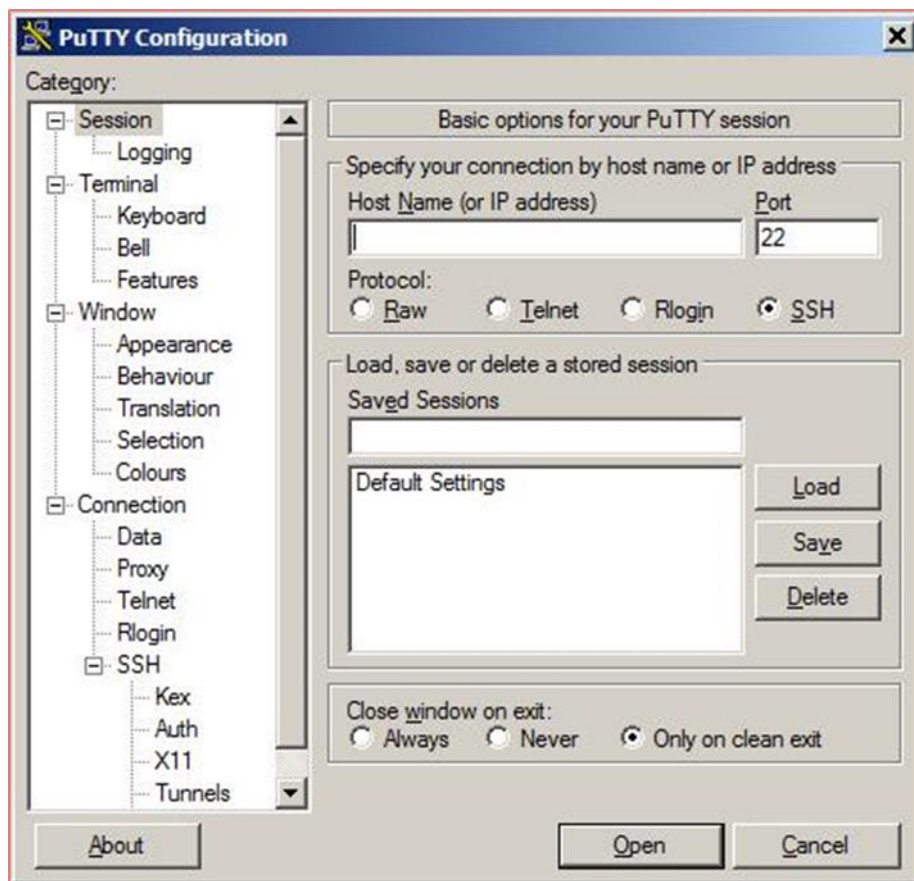 PuTTY Configuration
Category:
Session
Logging
Terminal
Keyboard
Bell
Features
Window
Appearance
Behaviour
Translation
Selection
Colours
Connection
Data
Proxy
Telnet
Rlogin
SSH
Kex
Auth
X11
Tunnels
Basic options for your PuTTY session
Specify your connection by host name or IP address
Host Name (or IP address) Port
22
Protocol:
Raw Telnet Rlogin SSH
Load, save or delete a stored session
Saved Sessions
Default Settings
Load
Save
Delete
Close window on exit:
Always Never Only on clean exit
About Open Cancel